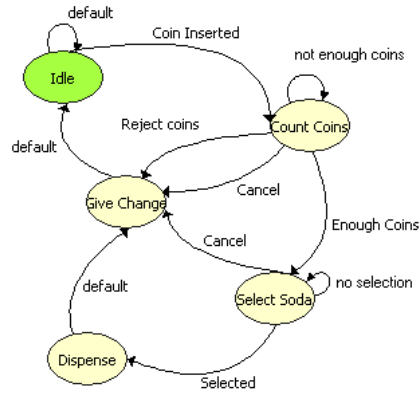 default
Coin Inserted
Idle
not enough coins
Count Coins
Reject coins
default
Cancel
Give Change
Enough Coins
Cancel
no selection
default
Select Soda
Dispense
Selected